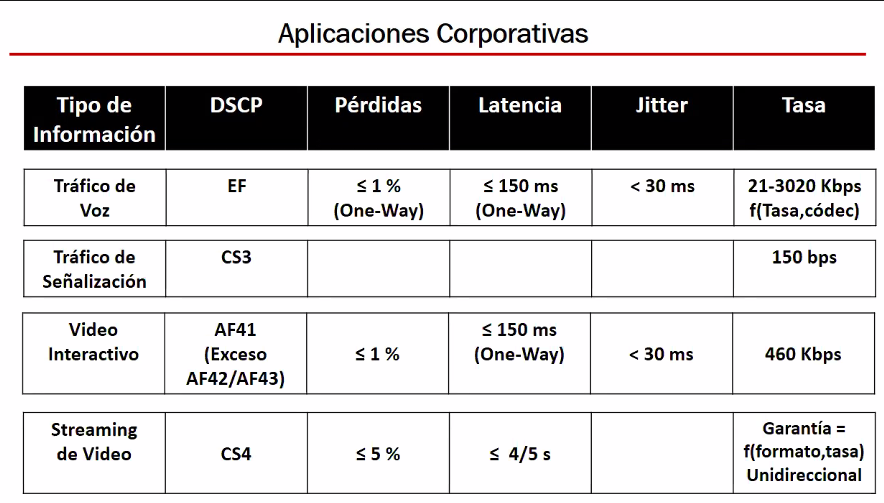 Aplicaciones Corporativas
Tipo de Información DSCP Pérdidas Latencia Jitter Tasa
Tráfico de Voz EF ≤ 1 % (One-Way) ≤ 150 ms (One-Way) < 30 ms 21-3020 Kbps f(Tasa,códec)
Tráfico de Señalización CS3 150 bps
Video Interactivo AF41 (Exceso AF42/AF43) ≤ 1 % ≤ 150 ms (One-Way) < 30 ms 460 Kbps
Streaming de Video CS4 ≤ 5 % ≤ 4/5 s Garantía = f(formato,tasa) Unidireccional